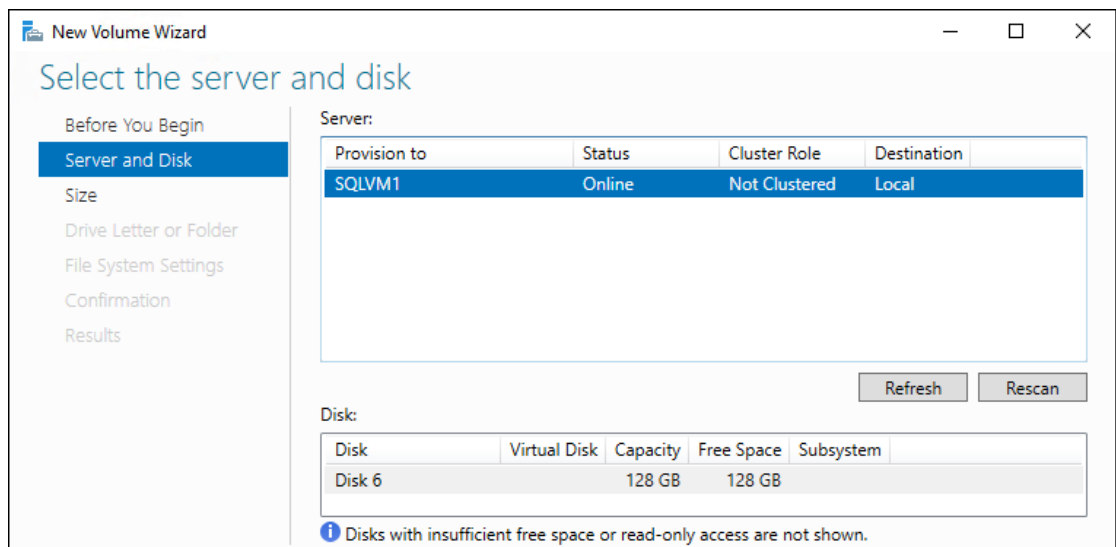 New Volume Wizard
Select the server and disk
Before You Begin
Server and Disk
Size
Drive Letter or Folder
File System Settings
Confirmation
Results
Server:
Provision to Status Cluster Role Destination
SQLVM1 Online Not Clustered Local
Refresh Rescan
Disk:
Disk Virtual Disk Capacity Free Space Subsystem
Disk 6 128 GB 128 GB
Disks with insufficient free space or read-only access are not shown.